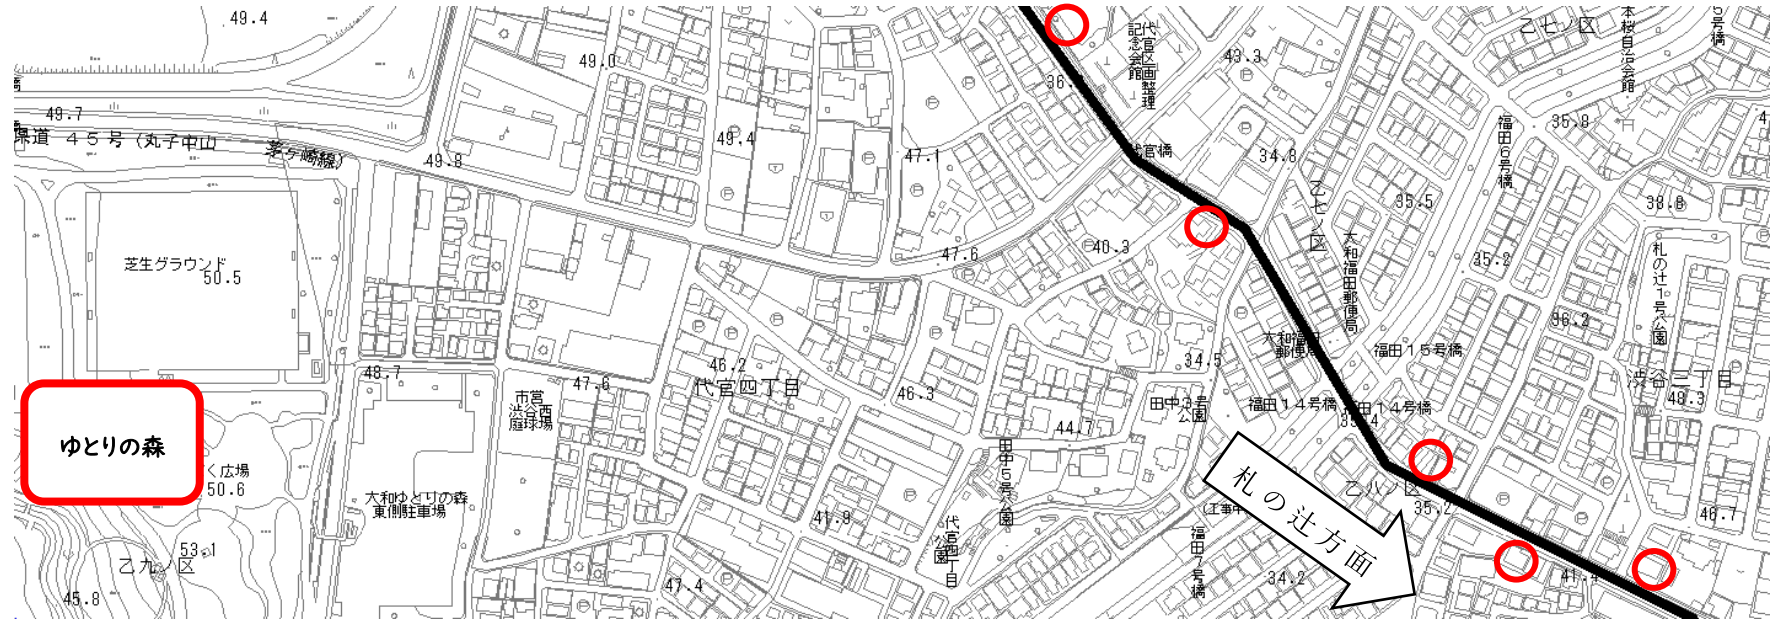 49.4
49.7
県道 45号（丸子中山
茅ケ崎線）
49.8
49.0
49.4
47.1
47.6
40.3
代官区画整理
記念会館
43.3
代官橋
34.8
乙七ノ区
乙七ノ区
本桜自治会館
35.8
福田6号橋
35.5
38.8
35.2
大和福田郵便局
札の辻1号公園
36.2
芝生グラウンド
50.5
48.7
47.6
46.2
代官四丁目
46.3
34.5
大和福田
郵便局
福田15号橋
渋谷三丁目
48.3
市営
渋谷西
庭球場
田中3号
公園
福田14号橋
44.7
田中5号公園
ゆとりの森
く広場
50.6
大和ゆとりの森
東側駐車場
41.9
代官四丁目
公園
札の辻方面
乙八ノ区
35.2
46.7
福田7号橋
34.2
41.4
47.4
53.1
乙九ノ区
45.8